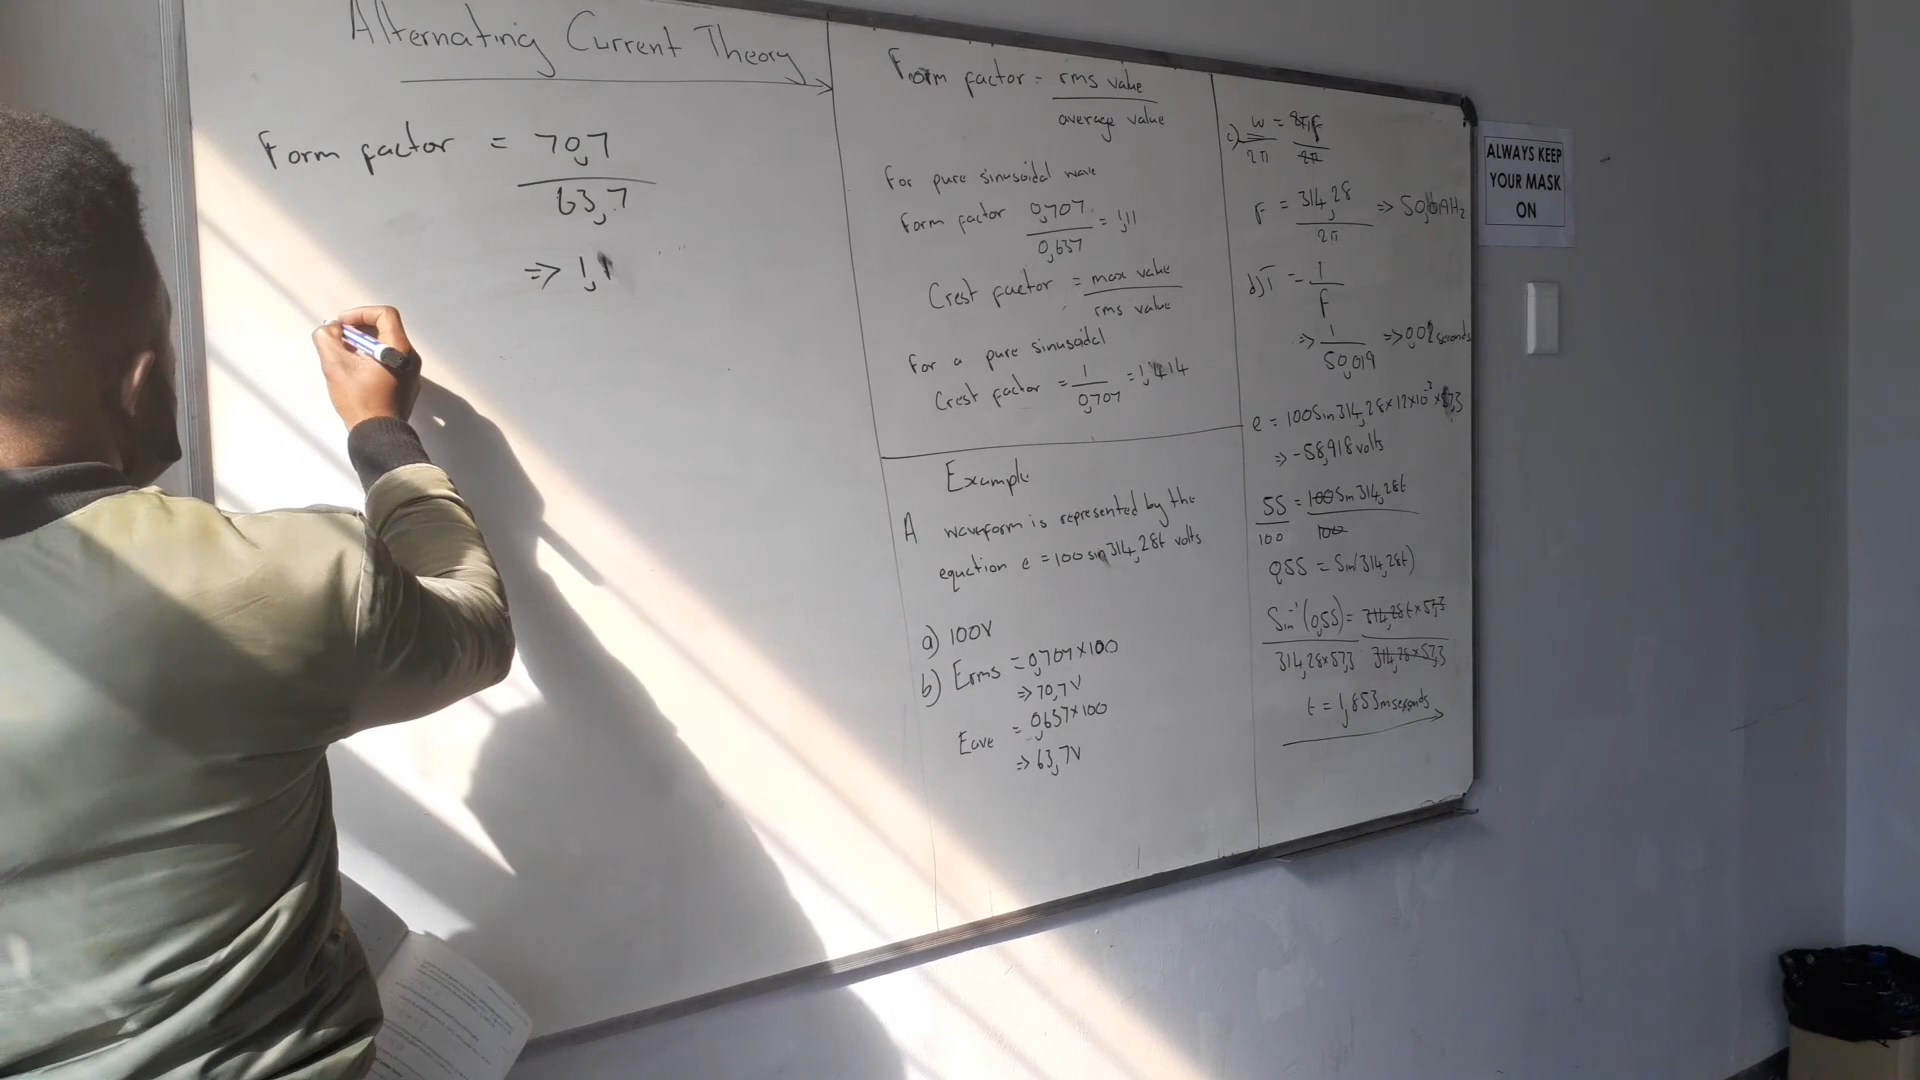 Alternating Current Theory
Form factor = 70,7
63,7
=> 1,1
Form factor = rms value
average value
For pure sinusoidal wave
Form factor 0,707 = 1,11
0,637
Crest factor = max value
rms value
For a pure sinusoidal
Crest factor = 1 = 1,414
0,707
Example
A waveform is represented by the
equation e = 100 sin 314,28t volts
a) 100V
b) Erms = 0,707 x 100
=> 70,7V
Eave = 0,637 x 100
=> 63,7V
c) w = 2πf
2π 2π
F = 314,28 =>
2π
d) T = 1
f
=> 1 => 0,02 seconds
50,019
e = 100 Sin 314,28 x 12 x 10⁻³ x 57,3
=> -58,918 volts
55 = 100 Sin 314,28t
100 100
0,55 = Sin(314,28t)
Sin⁻¹(0,55) = 314,28t x 57,3
314,28 x 57,3 314,28 x 57,3
t = 1,853 mseconds
ALWAYS KEEP
YOUR MASK
ON